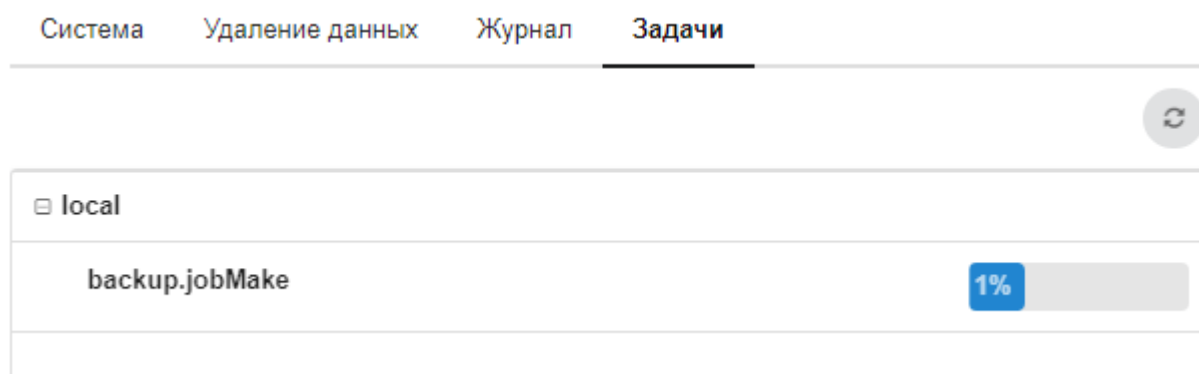 Система Удаление данных Журнал Задачи
local
backup.jobMake 1%